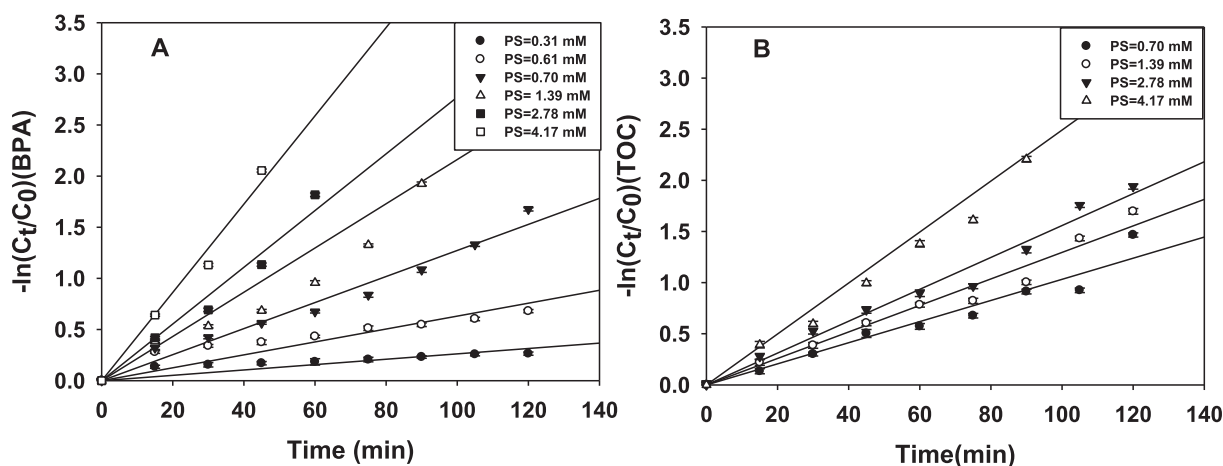 A
-ln(Ct/C0)(BPA)
3.5
3.0
2.5
2.0
1.5
1.0
0.5
0.0
PS=0.31 mM
PS=0.61 mM
PS=0.70 mM
PS= 1.39 mM
PS=2.78 mM
PS=4.17 mM
0 20 40 60 80 100 120 140
Time (min)
B
-ln(Ct/C0)(TOC)
3.5
3.0
2.5
2.0
1.5
1.0
0.5
0.0
PS=0.70 mM
PS=1.39 mM
PS=2.78 mM
PS=4.17 mM
0 20 40 60 80 100 120 140
Time(min)